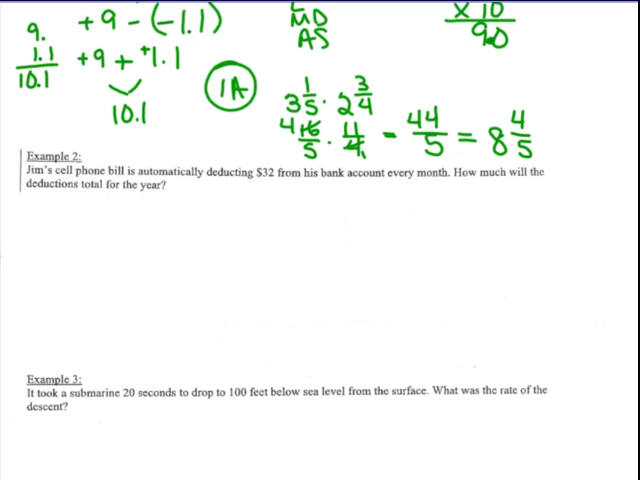 +9 - (-1.1)
9.
1.1
10.1
+9 + +1.1
10.1
MD
AS
x 10
9.0
1A
3 1/5 · 2 3/4
4 16/5 · 11/4 = 44/5 = 8 4/5
Example 2:
Jim's cell phone bill is automatically deducting $32 from his bank account every month. How much will the
deductions total for the year?
Example 3:
It took a submarine 20 seconds to drop to 100 feet below sea level from the surface. What was the rate of the
descent?